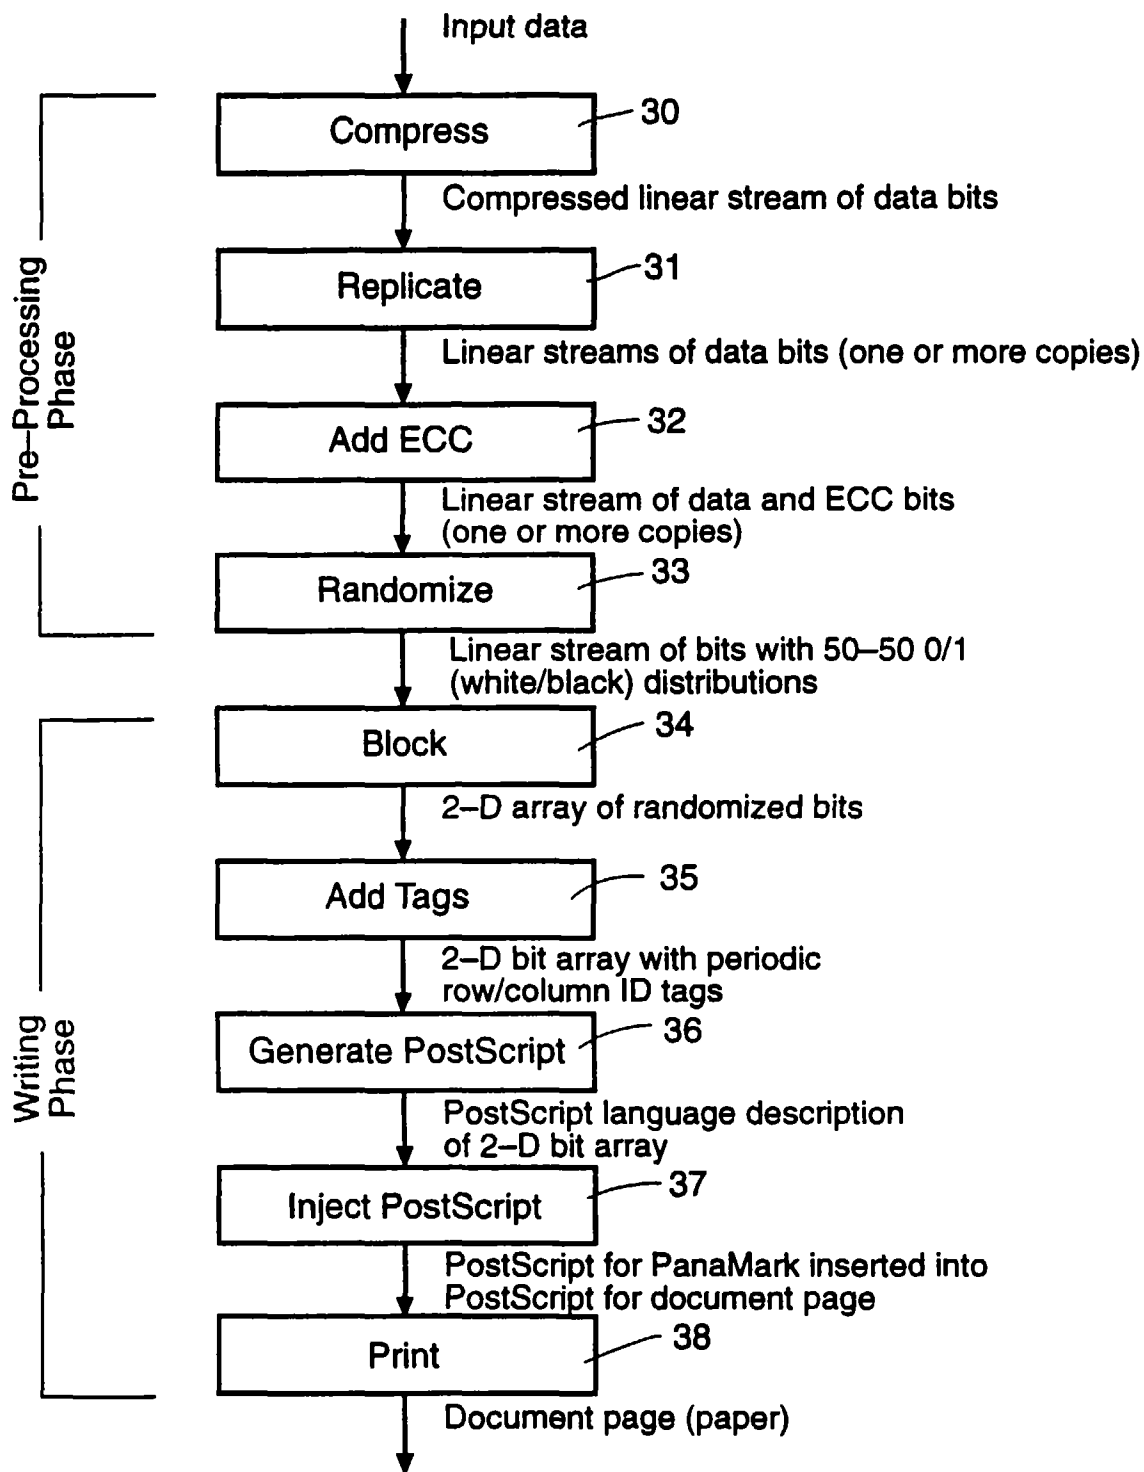 Input data
Compress
30
Compressed linear stream of data bits
Replicate
31
Linear streams of data bits (one or more copies)
Add ECC
32
Linear stream of data and ECC bits
(one or more copies)
Randomize
33
Linear stream of bits with 50–50 0/1
(white/black) distributions
Pre–Processing
Phase
Block
34
2–D array of randomized bits
Add Tags
35
2–D bit array with periodic
row/column ID tags
Generate PostScript
36
PostScript language description
of 2–D bit array
Inject PostScript
37
PostScript for PanaMark inserted into
PostScript for document page
Print
38
Document page (paper)
Writing
Phase